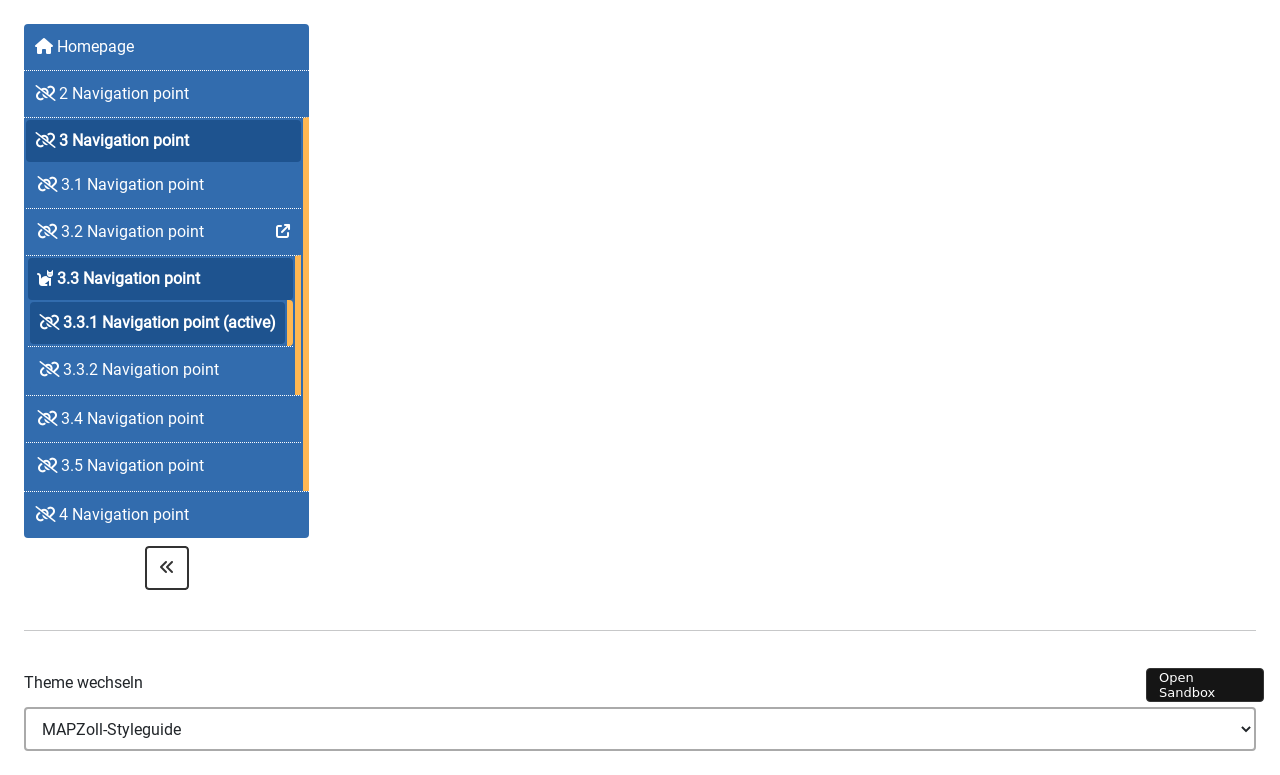 Homepage
2 Navigation point
3 Navigation point
3.1 Navigation point
3.2 Navigation point
3.3 Navigation point
3.3.1 Navigation point (active)
3.3.2 Navigation point
3.4 Navigation point
3.5 Navigation point
4 Navigation point
Theme wechseln
Open
Sandbox
MAPZoll-Styleguide